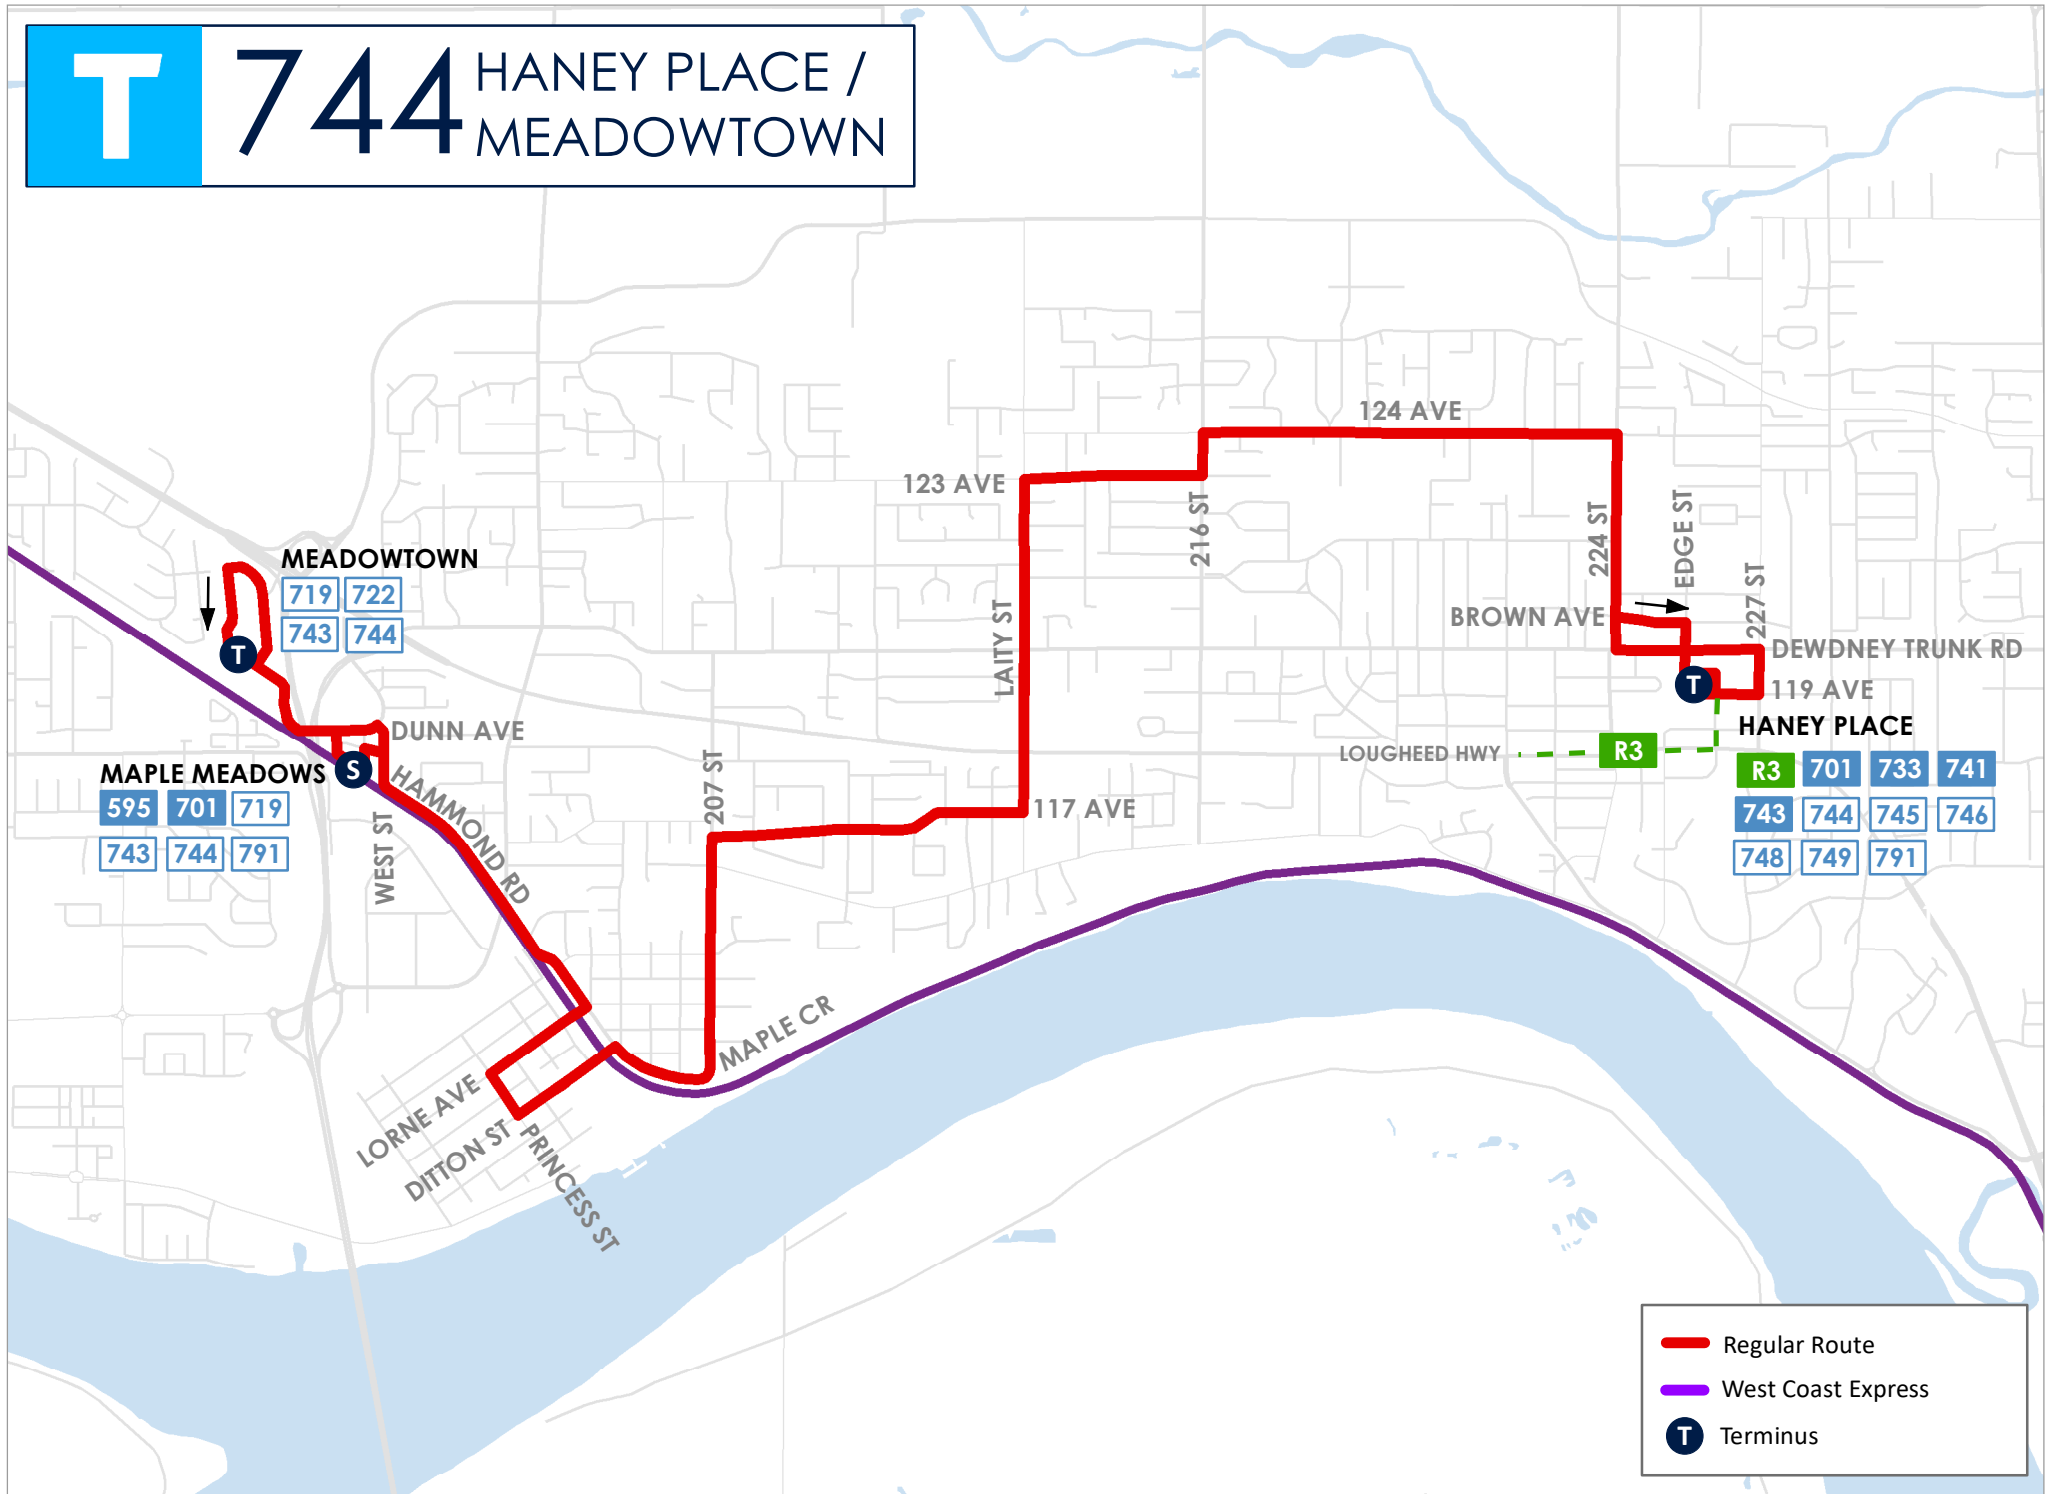 T
744
HANEY PLACE /
MEADOWTOWN
124 AVE
123 AVE
216 ST
224 ST
EDGE ST
227 ST
MEADOWTOWN
719 722
743 744
T
LAITY ST
BROWN AVE
DEWDNEY TRUNK RD
T
119 AVE
DUNN AVE
HANEY PLACE
LOUGHEED HWY
R3
R3 701 733 741
743 744 745 746
748 749 791
MAPLE MEADOWS
S
595 701 719
743 744 791
HAMMOND RD
WEST ST
207 ST
117 AVE
MAPLE CR
LORNE AVE
DITTON ST
PRINCESS ST
Regular Route
West Coast Express
T Terminus